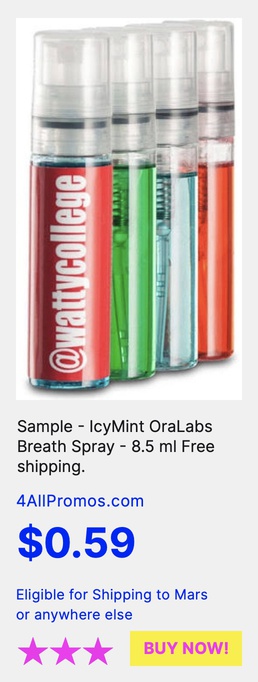 @wattycollege
Sample - IcyMint OraLabs
Breath Spray - 8.5 ml Free
shipping.
4AllPromos.com
$0.59
Eligible for Shipping to Mars
or anywhere else
BUY NOW!